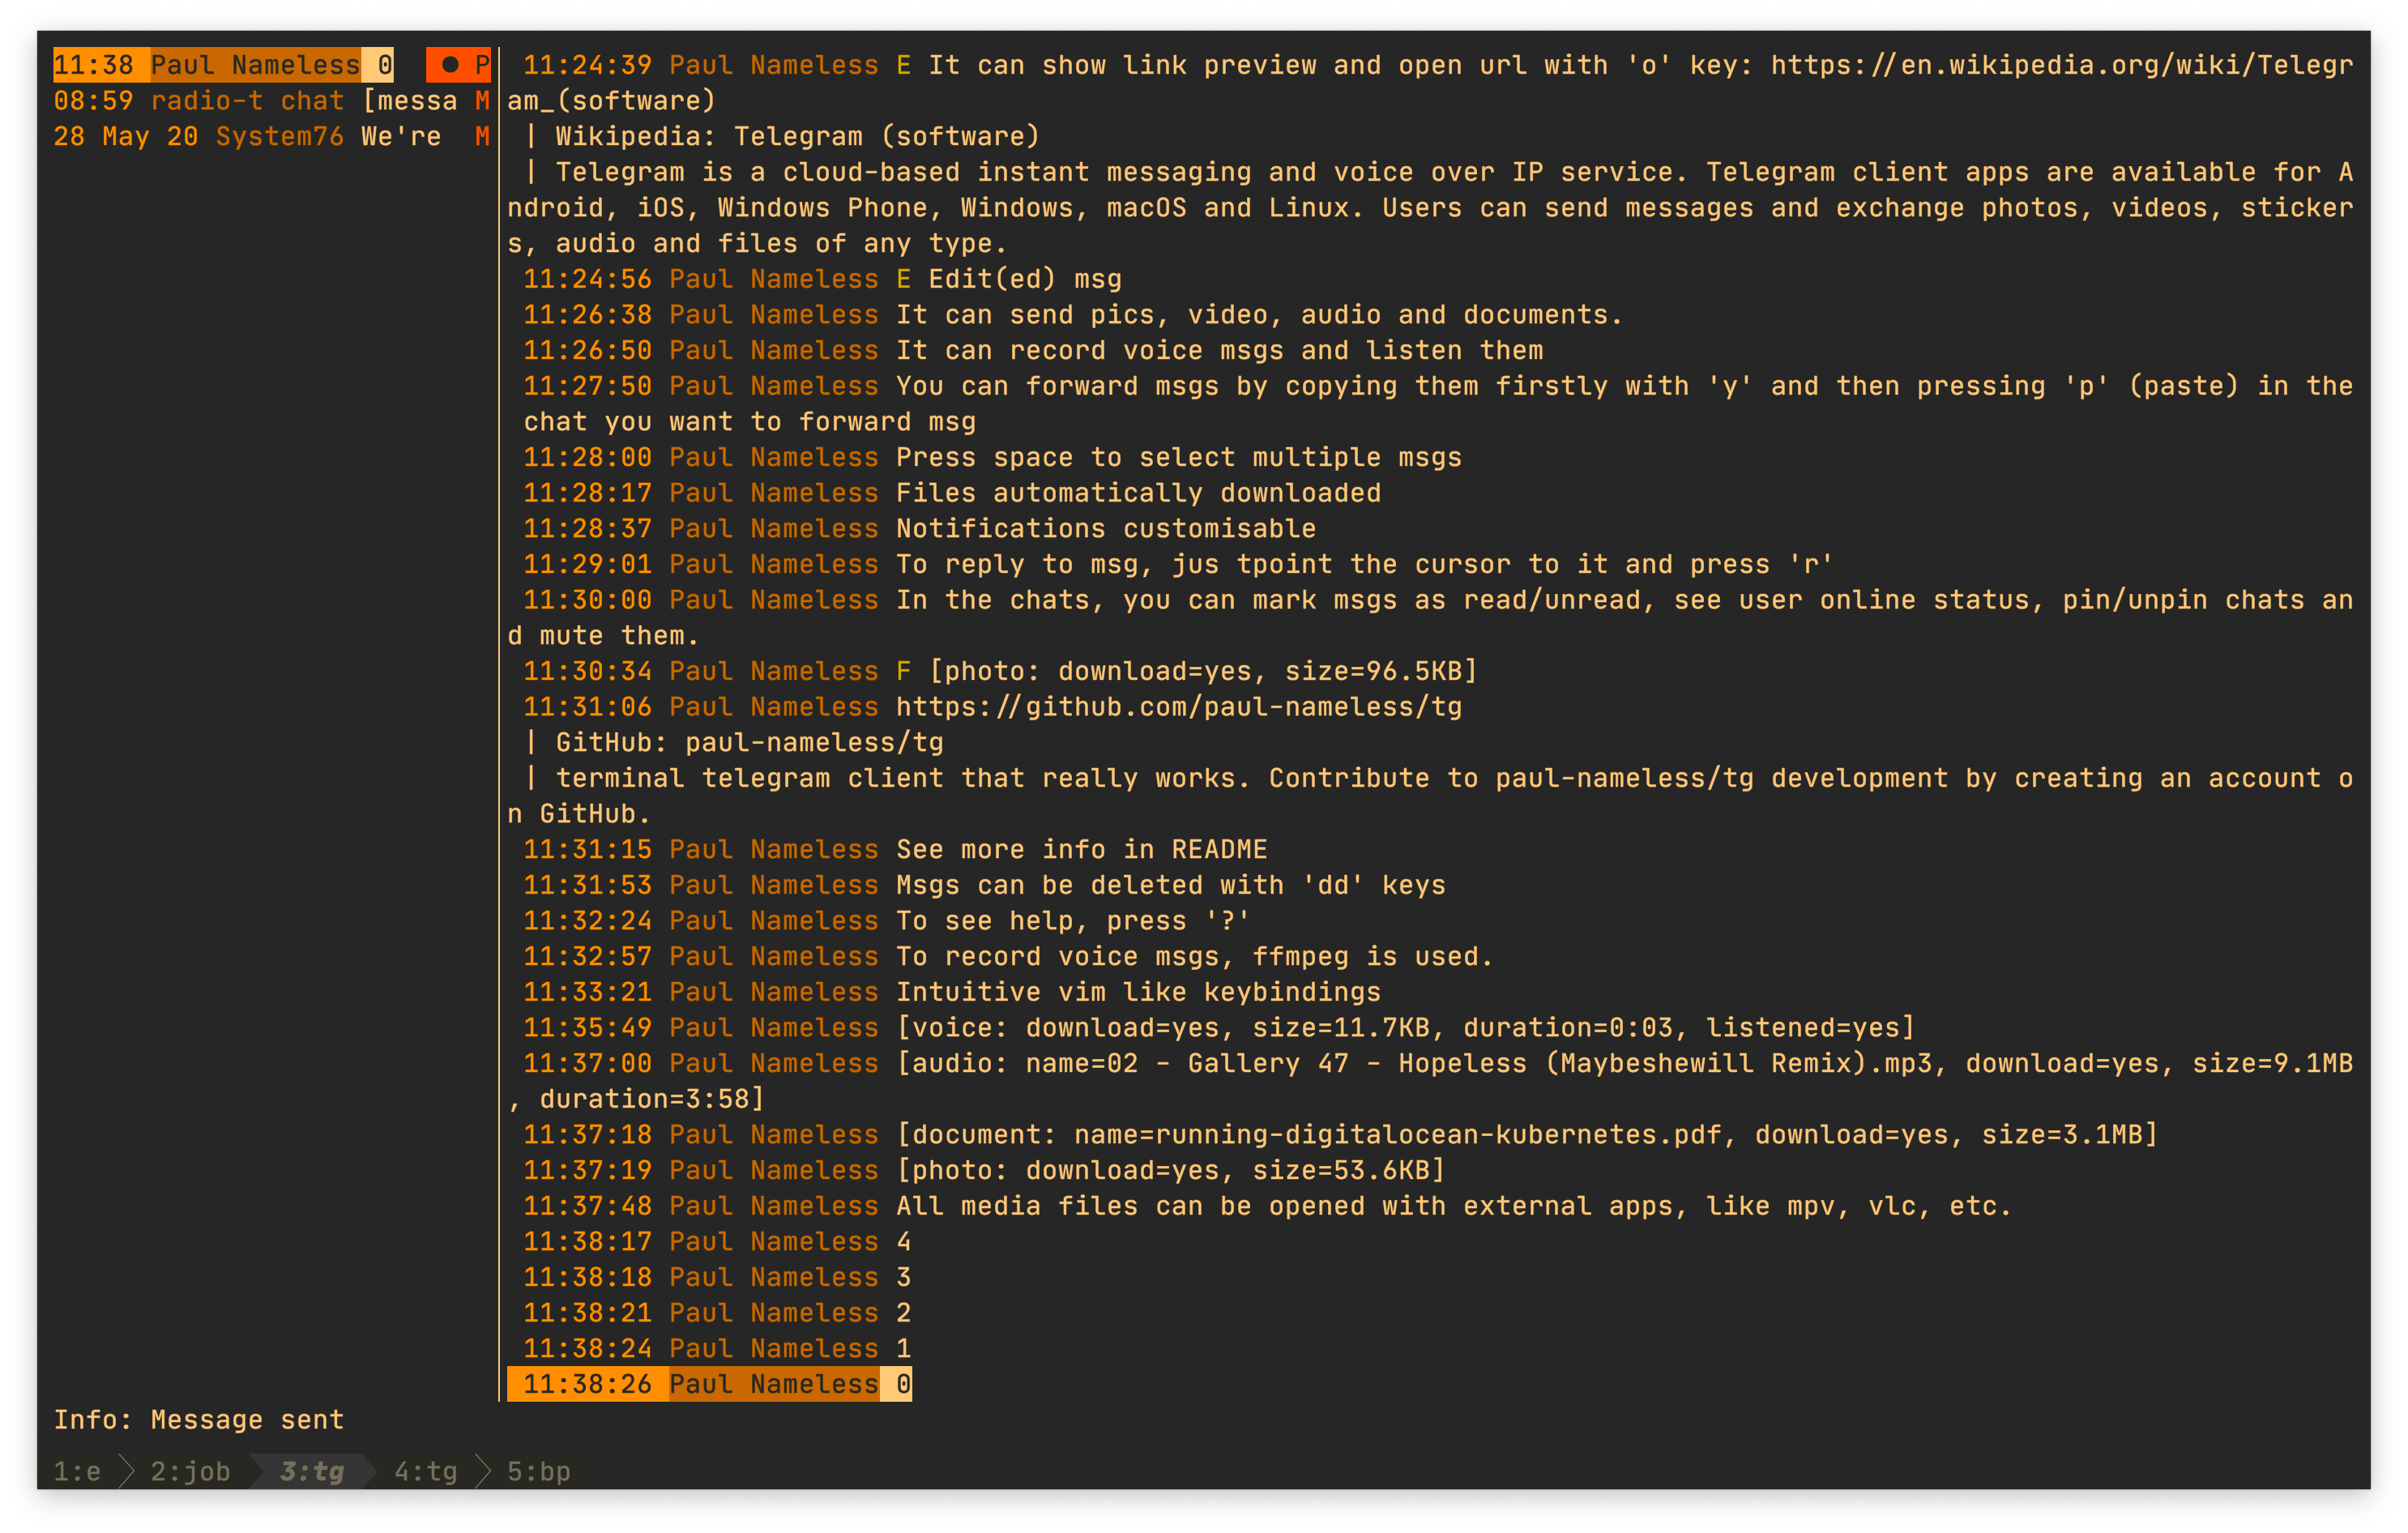 11:38 Paul Nameless 0 ● P
08:59 radio-t chat [messa M
28 May 20 System76 We're M
11:24:39 Paul Nameless E It can show link preview and open url with 'o' key: https://en.wikipedia.org/wiki/Telegr
am_(software)
| Wikipedia: Telegram (software)
| Telegram is a cloud-based instant messaging and voice over IP service. Telegram client apps are available for A
ndroid, iOS, Windows Phone, Windows, macOS and Linux. Users can send messages and exchange photos, videos, sticker
s, audio and files of any type.
11:24:56 Paul Nameless E Edit(ed) msg
11:26:38 Paul Nameless It can send pics, video, audio and documents.
11:26:50 Paul Nameless It can record voice msgs and listen them
11:27:50 Paul Nameless You can forward msgs by copying them firstly with 'y' and then pressing 'p' (paste) in the
chat you want to forward msg
11:28:00 Paul Nameless Press space to select multiple msgs
11:28:17 Paul Nameless Files automatically downloaded
11:28:37 Paul Nameless Notifications customisable
11:29:01 Paul Nameless To reply to msg, jus tpoint the cursor to it and press 'r'
11:30:00 Paul Nameless In the chats, you can mark msgs as read/unread, see user online status, pin/unpin chats an
d mute them.
11:30:34 Paul Nameless F [photo: download=yes, size=96.5KB]
11:31:06 Paul Nameless https://github.com/paul-nameless/tg
| GitHub: paul-nameless/tg
| terminal telegram client that really works. Contribute to paul-nameless/tg development by creating an account o
n GitHub.
11:31:15 Paul Nameless See more info in README
11:31:53 Paul Nameless Msgs can be deleted with 'dd' keys
11:32:24 Paul Nameless To see help, press '?'
11:32:57 Paul Nameless To record voice msgs, ffmpeg is used.
11:33:21 Paul Nameless Intuitive vim like keybindings
11:35:49 Paul Nameless [voice: download=yes, size=11.7KB, duration=0:03, listened=yes]
11:37:00 Paul Nameless [audio: name=02 - Gallery 47 - Hopeless (Maybeshewill Remix).mp3, download=yes, size=9.1MB
, duration=3:58]
11:37:18 Paul Nameless [document: name=running-digitalocean-kubernetes.pdf, download=yes, size=3.1MB]
11:37:19 Paul Nameless [photo: download=yes, size=53.6KB]
11:37:48 Paul Nameless All media files can be opened with external apps, like mpv, vlc, etc.
11:38:17 Paul Nameless 4
11:38:18 Paul Nameless 3
11:38:21 Paul Nameless 2
11:38:24 Paul Nameless 1
11:38:26 Paul Nameless 0
Info: Message sent
1:e 2:job 3:tg 4:tg 5:bp